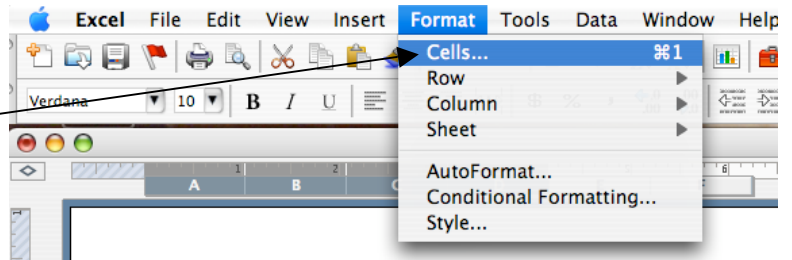 Excel File Edit View Insert Format Tools Data Window Help
Cells... ⌘1
Row
Verdana 10 B I U
Column
Sheet
1 2 6
A B
AutoFormat...
Conditional Formatting...
Style...
1